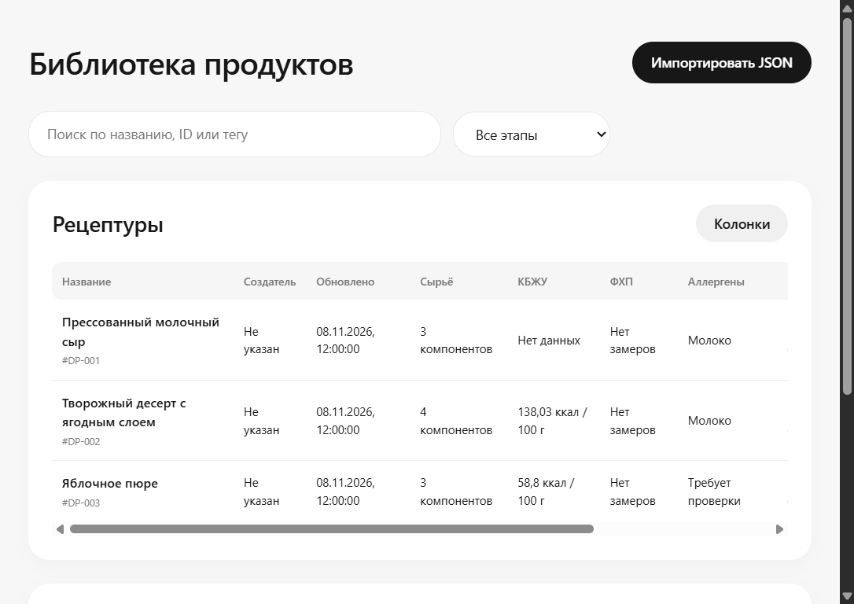 Библиотека продуктов
Импортировать JSON
Поиск по названию, ID или тегу
Все этапы
Рецептуры
Колонки
Название Создатель Обновлено Сырьё КБЖУ ФХП Аллергены
Прессованный молочный сыр
#DP-001
Не указан
08.11.2026, 12:00:00
3 компонентов
Нет данных
Нет замеров
Молоко
Творожный десерт с ягодным слоем
#DP-002
Не указан
08.11.2026, 12:00:00
4 компонентов
138,03 ккал / 100 г
Нет замеров
Молоко
Яблочное пюре
#DP-003
Не указан
08.11.2026, 12:00:00
3 компонентов
58,8 ккал / 100 г
Нет замеров
Требует проверки